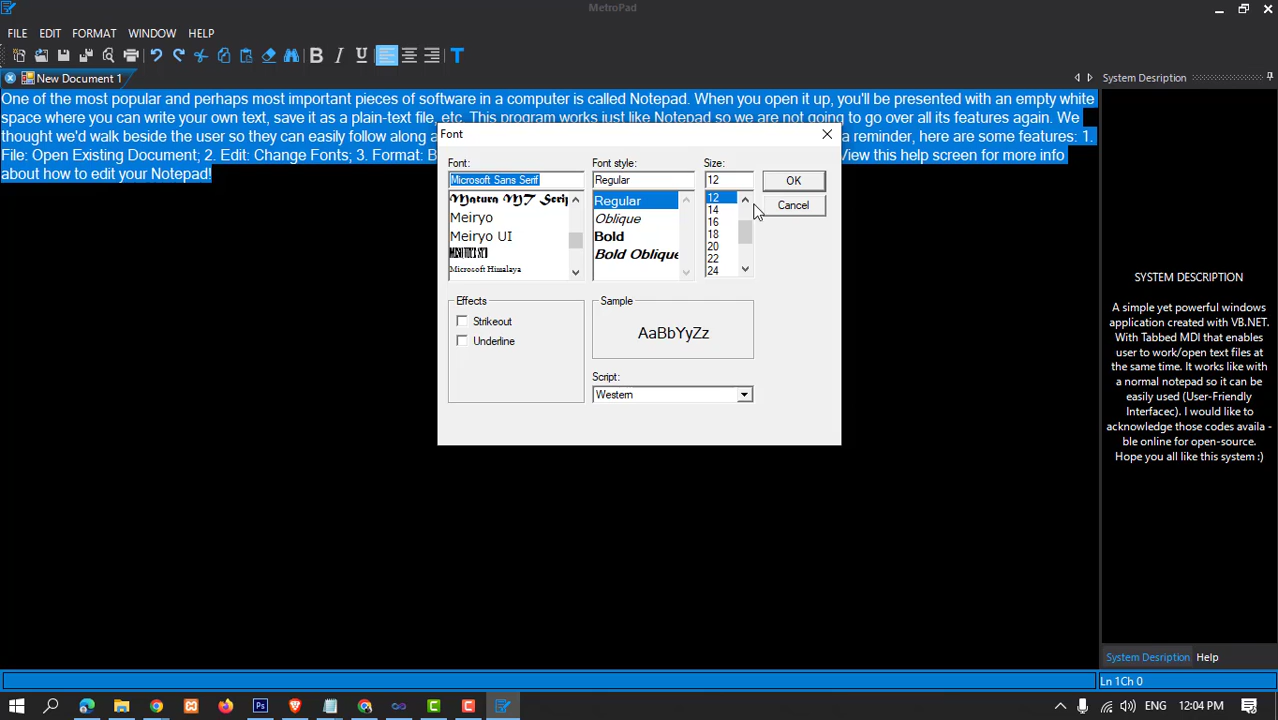 MetroPad
FILE EDIT FORMAT WINDOW HELP
B I U T
New Document 1
System Desription
One of the most popular and perhaps most important pieces of software in a computer is called Notepad. When you open it up, you'll be presented with an empty white
space where you can write your own text, save it as a plain-text file, etc. This program works just like Notepad so we are not going to go over all its features again. We
thought we'd walk beside the user so they can easily follow along a
a reminder, here are some features: 1.
File: Open Existing Document; 2. Edit: Change Fonts; 3. Format: B
View this help screen for more info
about how to edit your Notepad!
Font
Font: Font style: Size:
Microsoft Sans Serif Regular 12
OK
Cancel
Matura MT Scrip
Meiryo
Meiryo UI
Microsoft Himalaya
Regular
Oblique
Bold
Bold Oblique
12
14
16
18
20
22
24
Effects
Strikeout
Underline
Sample
AaBbYyZz
Script:
Western
SYSTEM DESCRIPTION
A simple yet powerful windows
application created with VB.NET.
With Tabbed MDI that enables
user to work/open text files at
the same time. It works like with
a normal notepad so it can be
easily used (User-Friendly
Interfacec). I would like to
acknowledge those codes availa -
ble online for open-source.
Hope you all like this system :)
System Desription Help
Ln 1Ch 0
Ps
ENG 12:04 PM